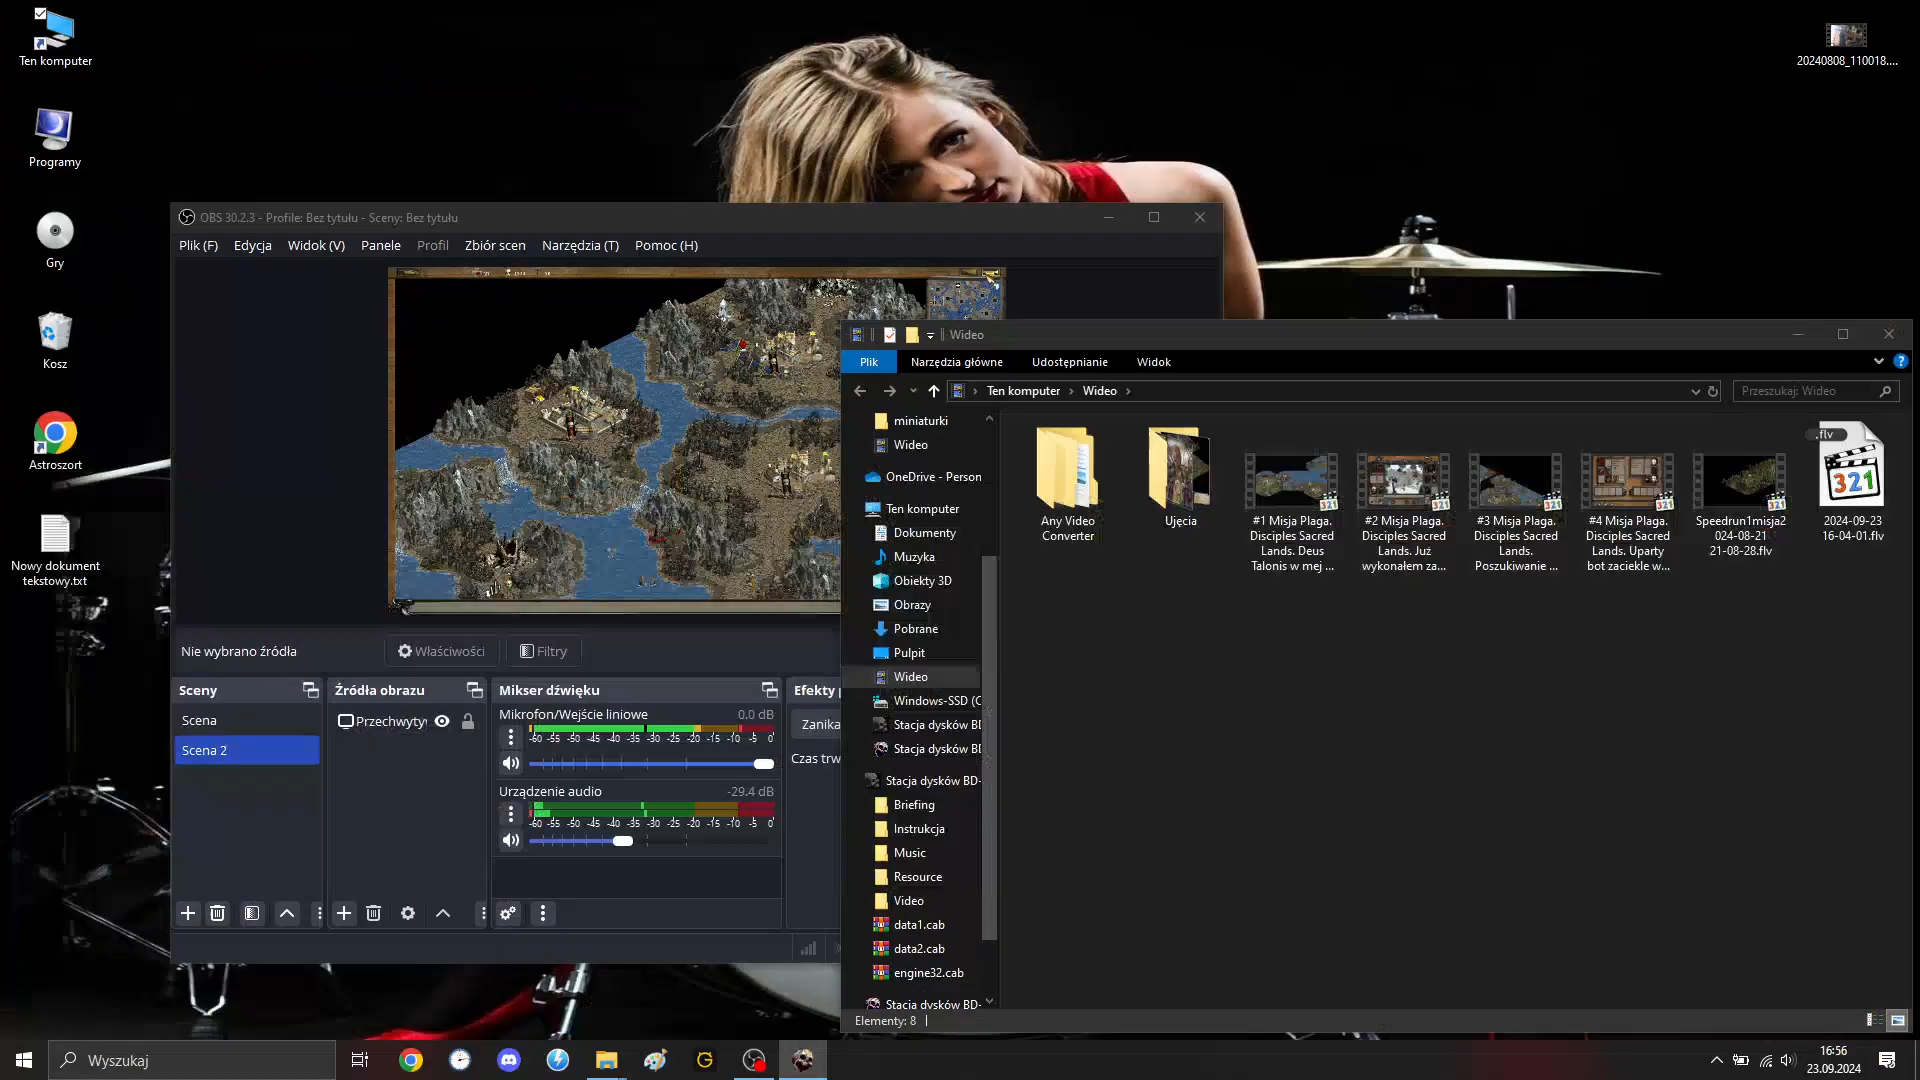 Ten komputer
20240808_110018....
Programy
Gry
Kosz
Astroszort
Nowy dokument
tekstowy.txt
OBS 30.2.3 - Profile: Bez tytułu - Sceny: Bez tytułu
Plik (F)
Edycja
Widok (V)
Panele
Profil
Zbiór scen
Narzędzia (T)
Pomoc (H)
Nie wybrano źródła
Właściwości
Filtry
Sceny
Scena
Scena 2
Źródła obrazu
Przechwyty
Mikser dźwięku
Mikrofon/Wejście liniowe
0.0 dB
-60 -55 -50 -45 -40 -35 -30 -25 -20 -15 -10 -5 0
Urządzenie audio
-29.4 dB
-60 -55 -50 -45 -40 -35 -30 -25 -20 -15 -10 -5 0
Efekty
Zanika
Czas trw
Wideo
Plik
Narzędzia główne
Udostępnianie
Widok
Ten komputer
Wideo
Przeszukaj: Wideo
miniaturki
Wideo
OneDrive - Person
Ten komputer
Dokumenty
Muzyka
Obiekty 3D
Obrazy
Pobrane
Pulpit
Wideo
Windows-SSD (C
Stacja dysków BD
Stacja dysków BD
Stacja dysków BD-
Briefing
Instrukcja
Music
Resource
Video
data1.cab
data2.cab
engine32.cab
Stacja dysków BD-
Any Video
Converter
Ujęcia
#1 Misja Plaga.
Disciples Sacred
Lands. Deus
Talonis w mej ...
#2 Misja Plaga.
Disciples Sacred
Lands. Już
wykonałem za...
#3 Misja Plaga.
Disciples Sacred
Lands.
Poszukiwanie ...
#4 Misja Plaga.
Disciples Sacred
Lands. Uparty
bot zaciekle w...
Speedrun1misja2
024-08-21
21-08-28.flv
.flv
321
2024-09-23
16-04-01.flv
Elementy: 8
Wyszukaj
16:56
23.09.2024